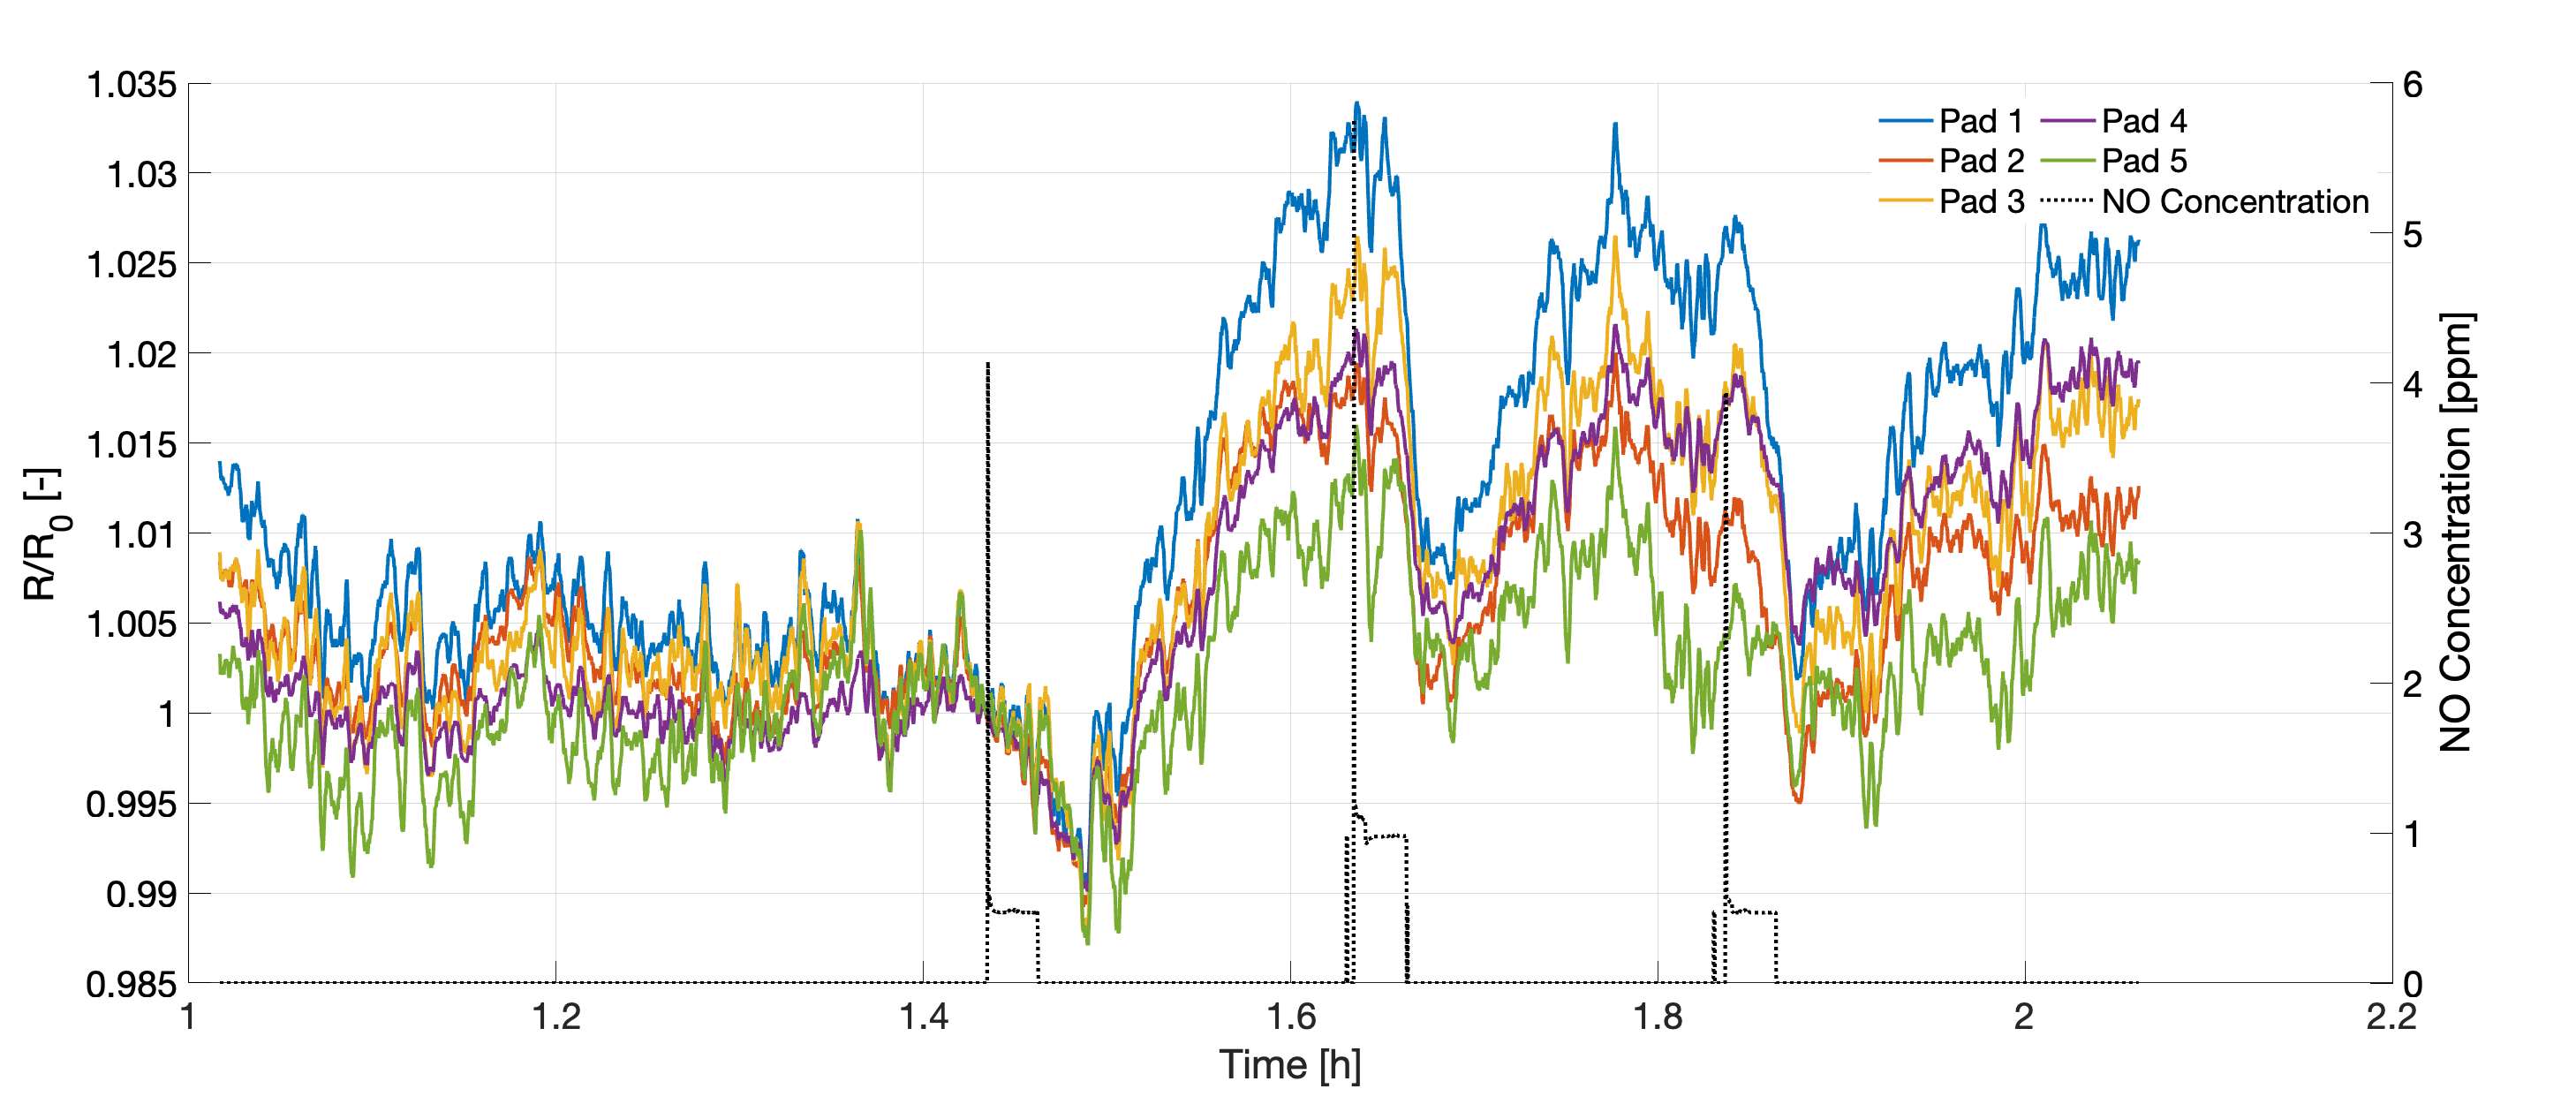 1.035
1.03
1.025
1.02
1.015
1.01
1.005
1
0.995
0.99
0.985
R/R0 [-]
1
1.2
1.4
1.6
1.8
2
2.2
Time [h]
6
5
4
3
2
1
0
NO Concentration [ppm]
Pad 1
Pad 2
Pad 3
Pad 4
Pad 5
NO Concentration